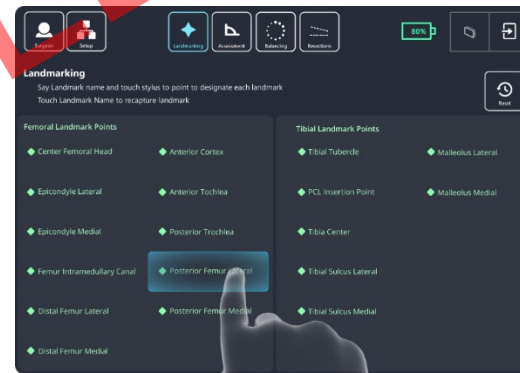 Surgeon
Setup
Landmarking
Assessment
Balancing
Resections
80%
Landmarking
Say Landmark name and touch stylus to point to designate each landmark
Touch Landmark Name to recapture landmark
Reset
Femoral Landmark Points
Center Femoral Head
Anterior Cortex
Epicondyle Lateral
Anterior Tochlea
Epicondyle Medial
Posterior Trochlea
Femur Intramedullary Canal
Posterior Femur Lateral
Distal Femur Lateral
Posterior Femur Medial
Distal Femur Medial
Tibial Landmark Points
Tibial Tubercle
Malleolus Lateral
PCL Insertion Point
Malleolus Medial
Tibia Center
Tibial Sulcus Lateral
Tibial Sulcus Medial